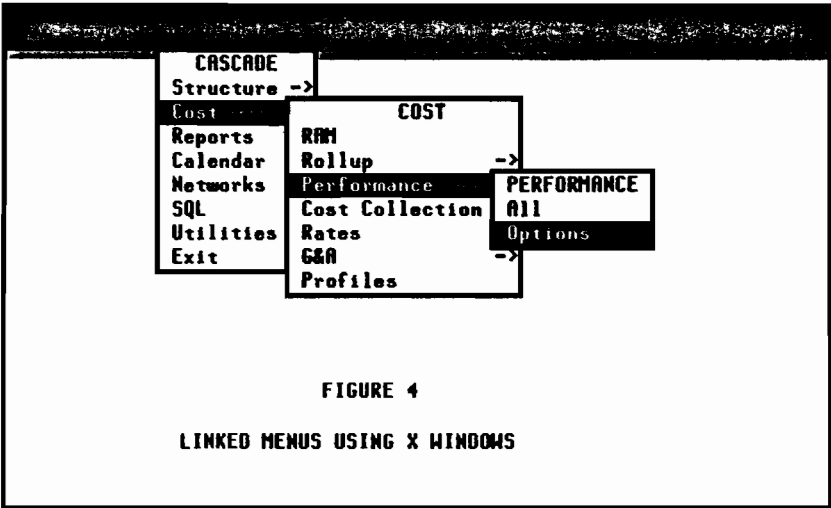 CASCADE
Structure ->
Cost
Reports
Calendar
Networks
SQL
Utilities
Exit
COST
RAM
Rollup ->
Performance
Cost Collection
Rates
G&A ->
Profiles
PERFORMANCE
All
Options
FIGURE 4
LINKED MENUS USING X WINDOWS